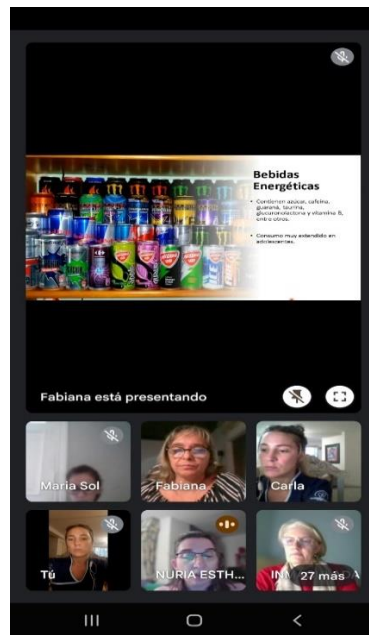 Bebidas
Energéticas
• Contienen azúcar, cafeína,
guaraná, taurina,
glucoronolactona y vitamina B,
entre otros.
• Consumo muy extendido en
adolescentes.
Fabiana está presentando
Maria Sol
Fabiana
Carla
Tú
NURIA ESTH...
27 más